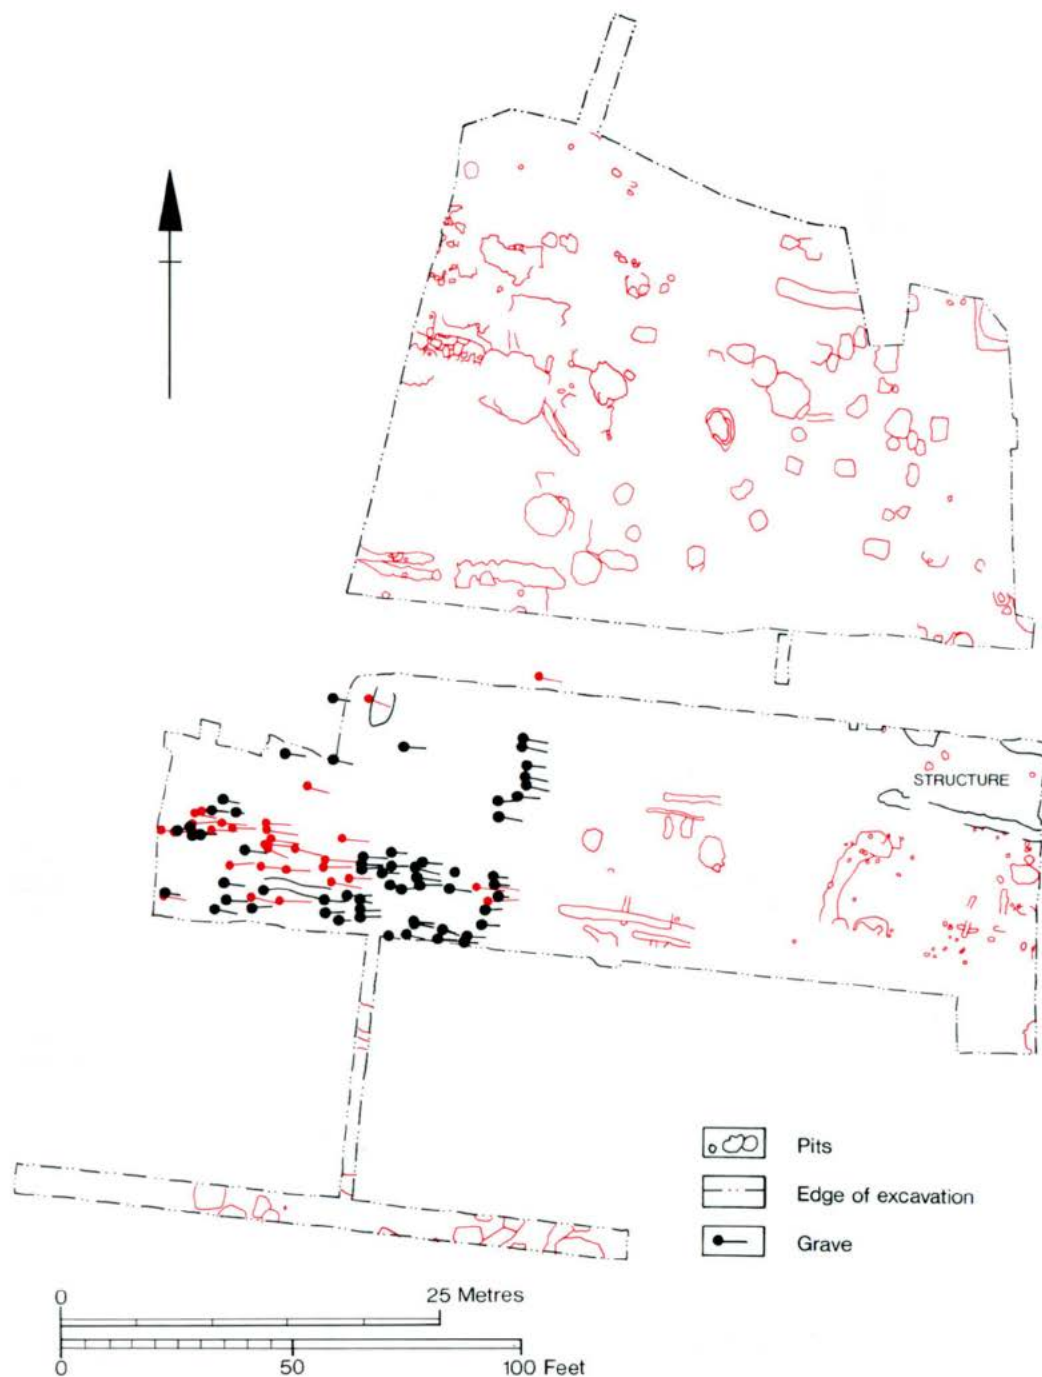 STRUCTURE
Pits
Edge of excavation
Grave
0 25 Metres
0 50 100 Feet